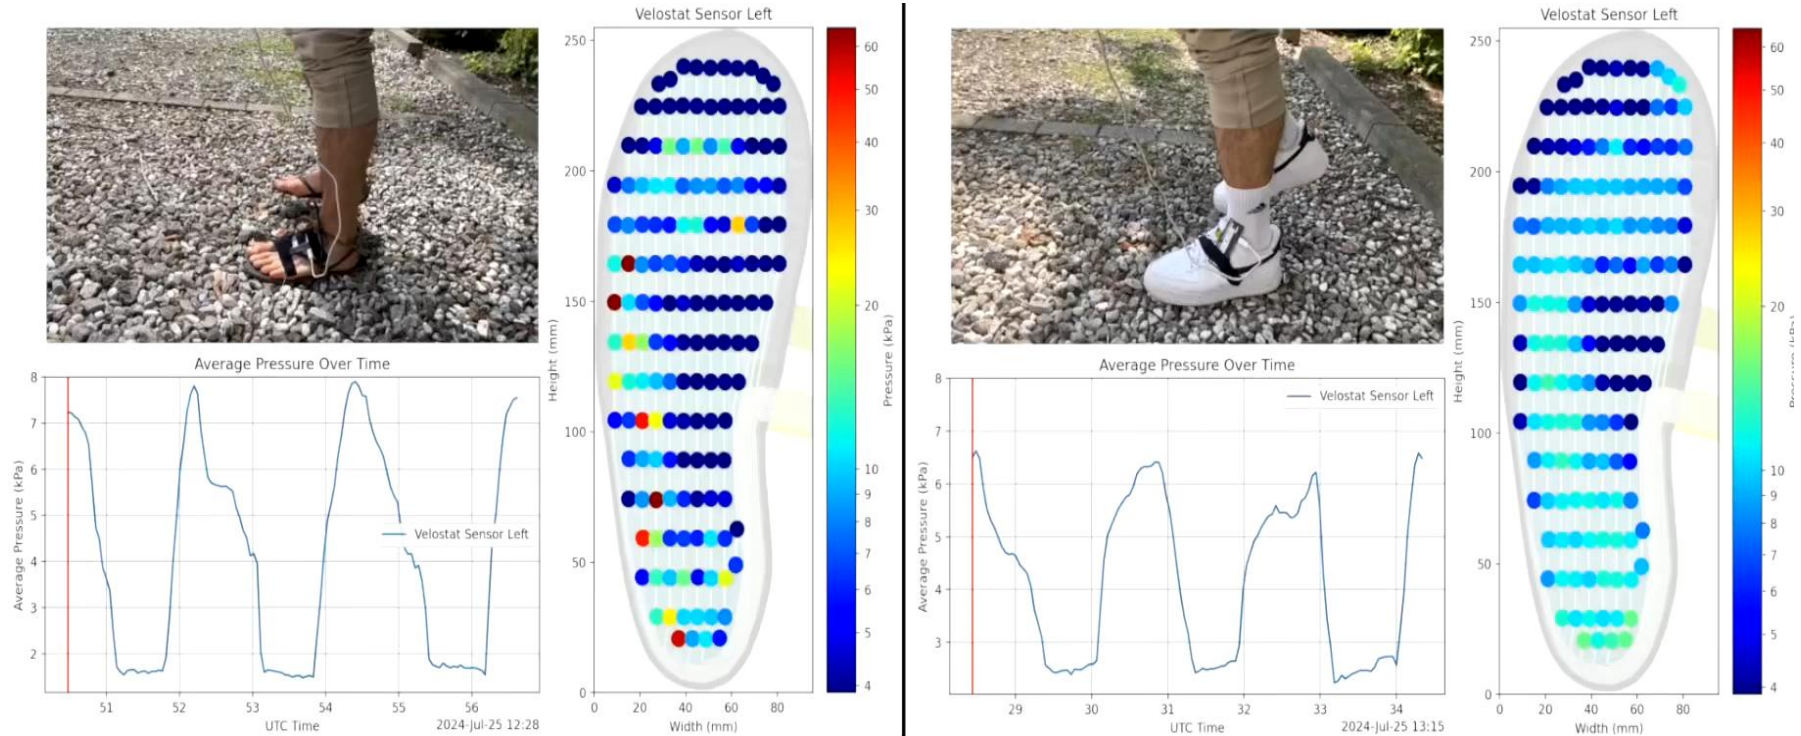 Velostat Sensor Left
250
200
150
100
50
0
Height (mm)
0 20 40 60 80
Width (mm)
60
50
40
30
20
10
9
8
7
6
5
4
Pressure (kPa)
Average Pressure Over Time
8
7
6
5
4
3
2
Average Pressure (kPa)
Velostat Sensor Left
51 52 53 54 55 56
UTC Time
2024-Jul-25 12:28
Velostat Sensor Left
250
200
150
100
50
0
Height (mm)
0 20 40 60 80
Width (mm)
60
50
40
30
20
10
9
8
7
6
5
4
Pressure (kPa)
Average Pressure Over Time
8
7
6
5
4
3
Average Pressure (kPa)
Velostat Sensor Left
29 30 31 32 33 34
UTC Time
2024-Jul-25 13:15